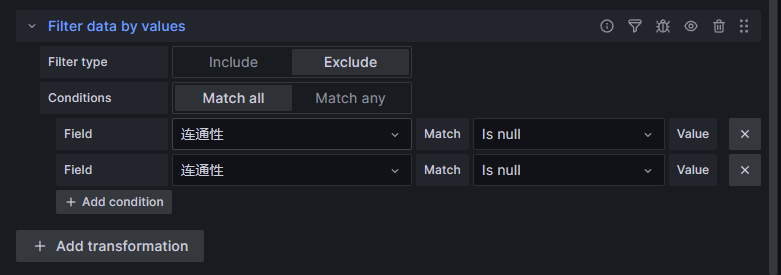 Filter data by values
Filter type Include Exclude
Conditions Match all Match any
Field 连通性 Match Is null Value
Field 连通性 Match Is null Value
+ Add condition
+ Add transformation